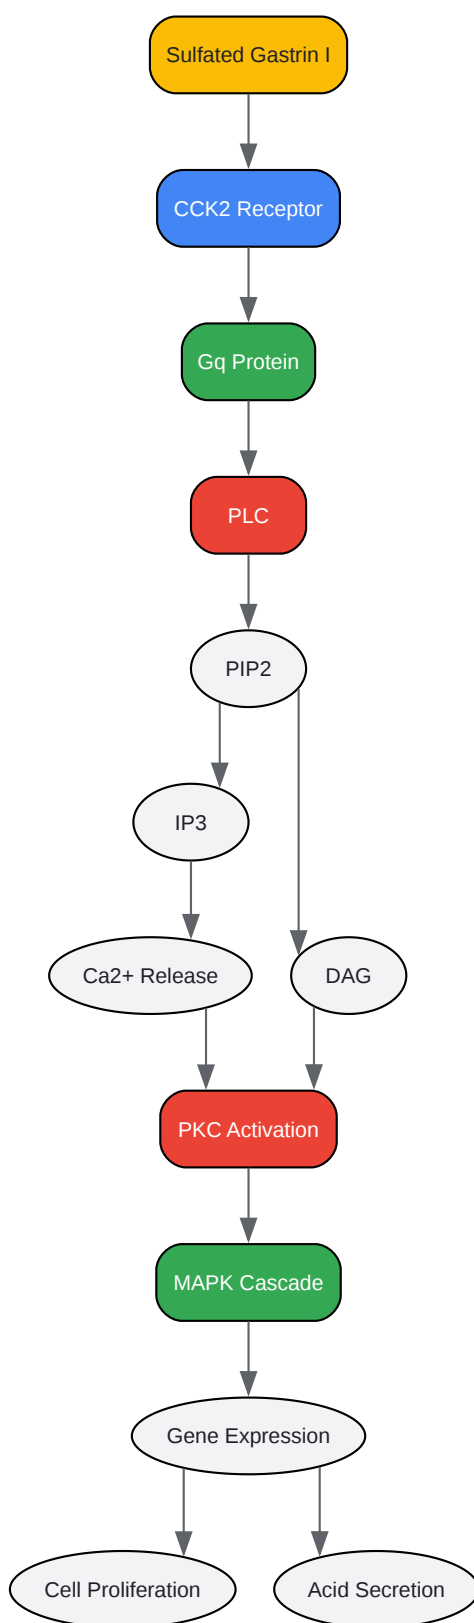 Sulfated Gastrin I
CCK2 Receptor
Gq Protein
PLC
PIP2
IP3
Ca2+ Release
DAG
PKC Activation
MAPK Cascade
Gene Expression
Cell Proliferation
Acid Secretion